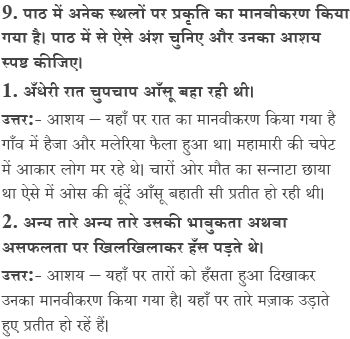 9. पाठ में अनेक स्थलों पर प्रकृति का मानवीकरण किया
गया है। पाठ में से ऐसे अंश चुनिए और उनका आशय
स्पष्ट कीजिए।
1. अँधेरी रात चुपचाप आँसू बहा रही थी।
उत्तर:- आशय – यहाँ पर रात का मानवीकरण किया गया है
गाँव में हैजा और मलेरिया फैला हुआ था। महामारी की चपेट
में आकार लोग मर रहे थे। चारों ओर मौत का सन्नाटा छाया
था ऐसे में ओस की बूंदें आँसू बहाती सी प्रतीत हो रही थी।
2. अन्य तारे अन्य तारे उसकी भावुकता अथवा
असफलता पर खिलखिलाकर हँस पड़ते थे।
उत्तर:- आशय – यहाँ पर तारों को हँसता हुआ दिखाकर
उनका मानवीकरण किया गया है। यहाँ पर तारे मज़ाक उड़ाते
हुए प्रतीत हो रहें हैं।